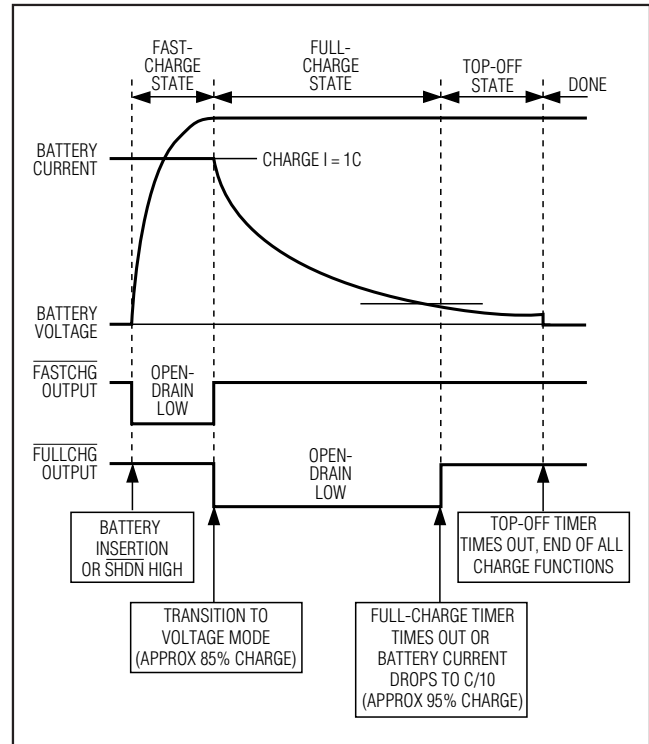 FAST-
CHARGE
STATE
FULL-
CHARGE
STATE
TOP-OFF
STATE
DONE
BATTERY
CURRENT
CHARGE I = 1C
BATTERY
VOLTAGE
FASTCHG
OUTPUT
OPEN-
DRAIN
LOW
FULLCHG
OUTPUT
OPEN-
DRAIN
LOW
BATTERY
INSERTION
OR SHDN HIGH
TOP-OFF TIMER
TIMES OUT, END OF ALL
CHARGE FUNCTIONS
TRANSITION TO
VOLTAGE MODE
(APPROX 85% CHARGE)
FULL-CHARGE TIMER
TIMES OUT OR
BATTERY CURRENT
DROPS TO C/10
(APPROX 95% CHARGE)